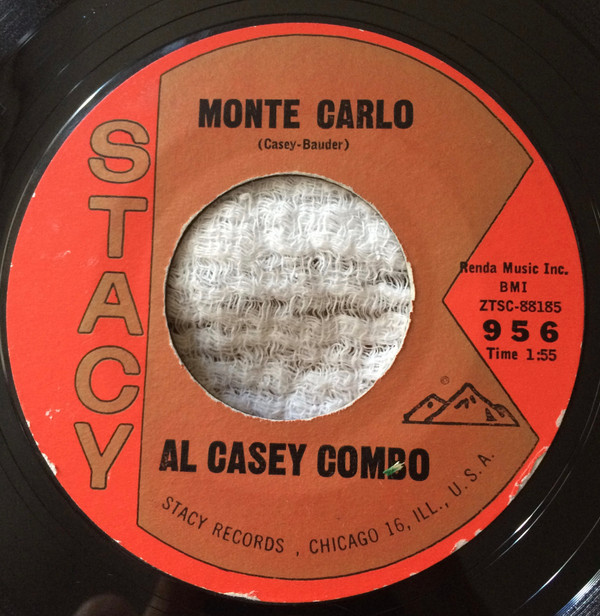 MONTE CARLO
(Casey-Bauder)
STACY
Renda Music Inc.
BMI
ZTSC-88185
956
Time 1:55
©
AL CASEY COMBO
STACY RECORDS , CHICAGO 16, ILL., U.S.A.